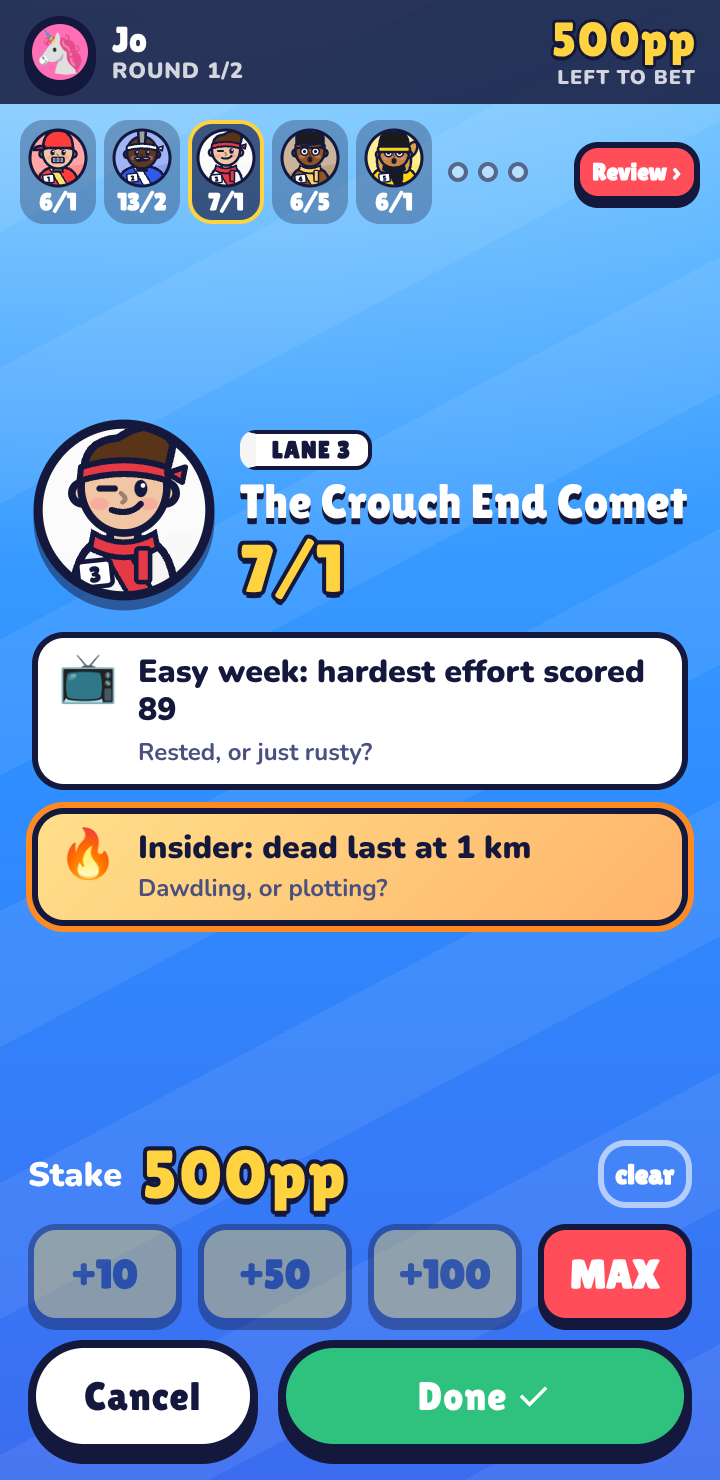 Jo
ROUND 1/2
500pp
LEFT TO BET
6/1
13/2
7/1
6/5
6/1
Review ›
LANE 3
The Crouch End Comet
7/1
3
Easy week: hardest effort scored
89
Rested, or just rusty?
Insider: dead last at 1 km
Dawdling, or plotting?
Stake 500pp
clear
+10
+50
+100
MAX
Cancel
Done ✓